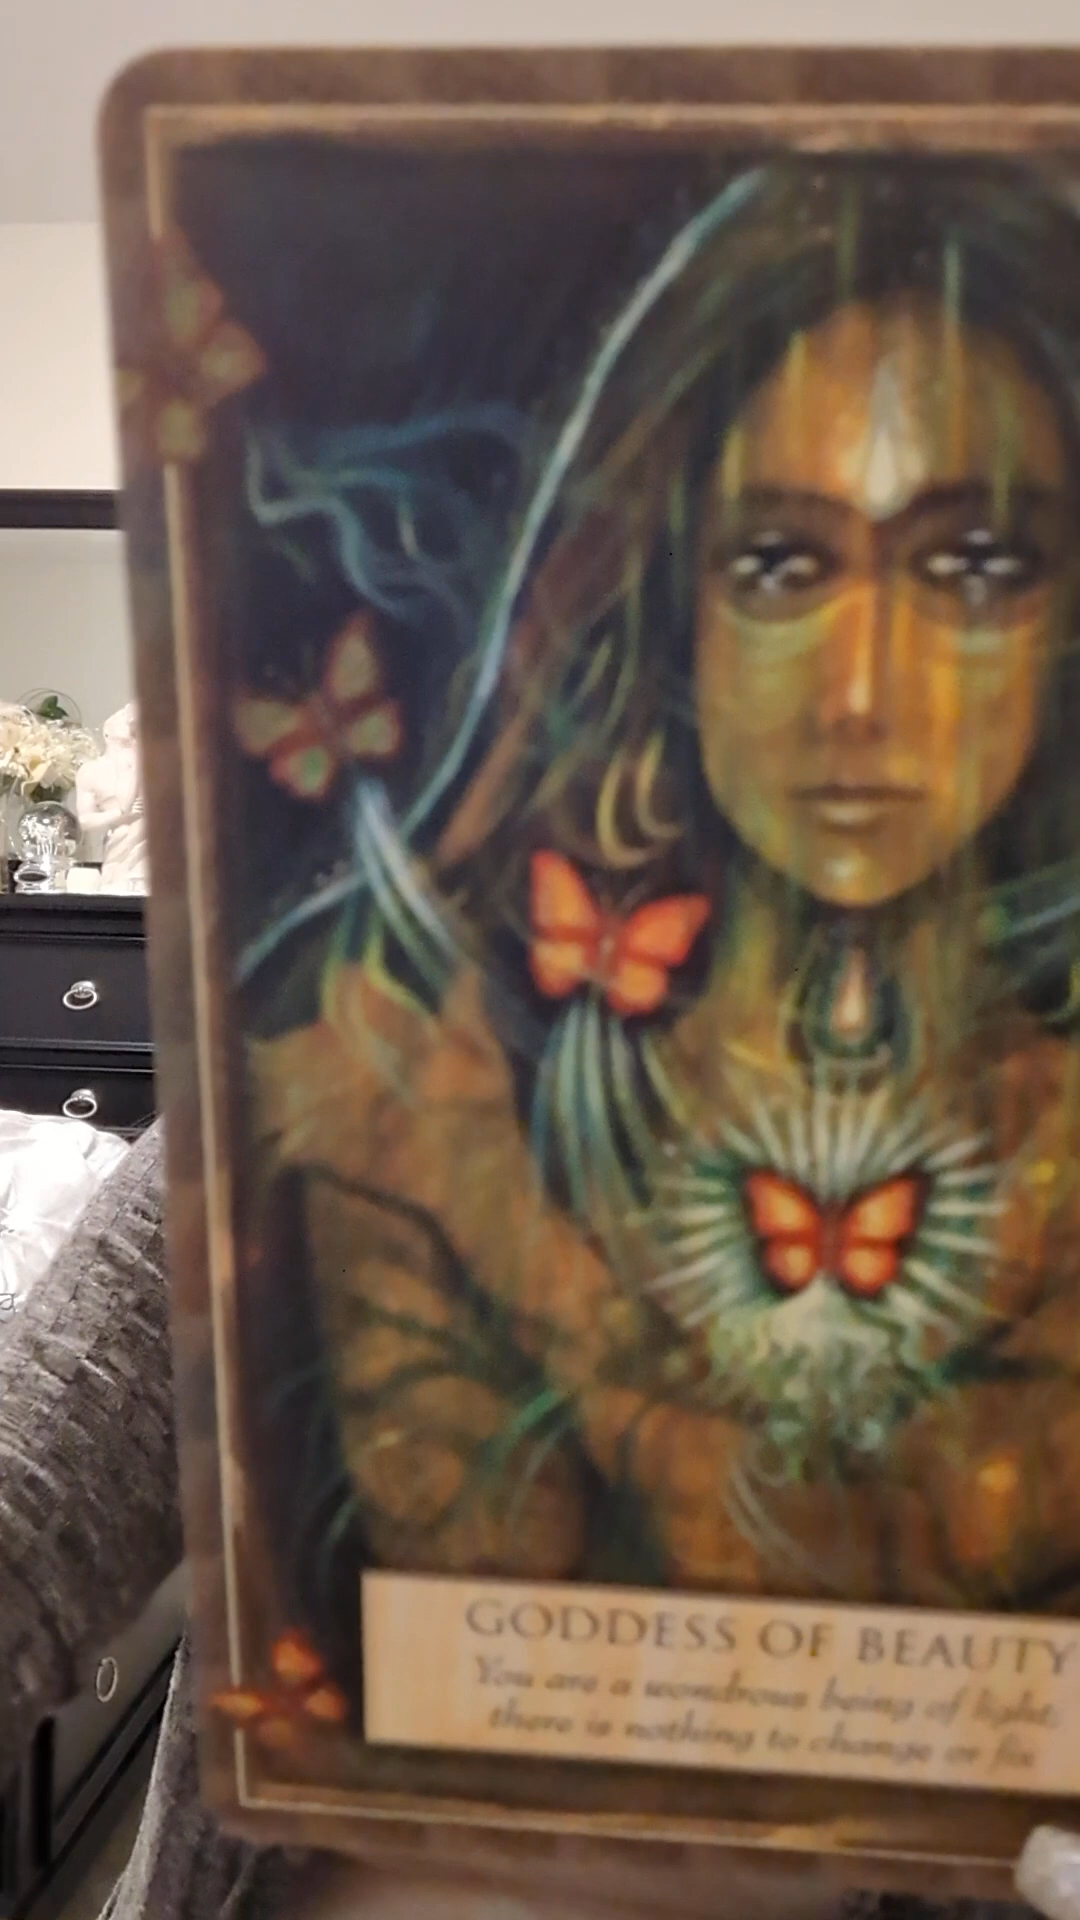 GODDESS OF BEAUTY
You are a wondrous being of light;
there is nothing to change or fix